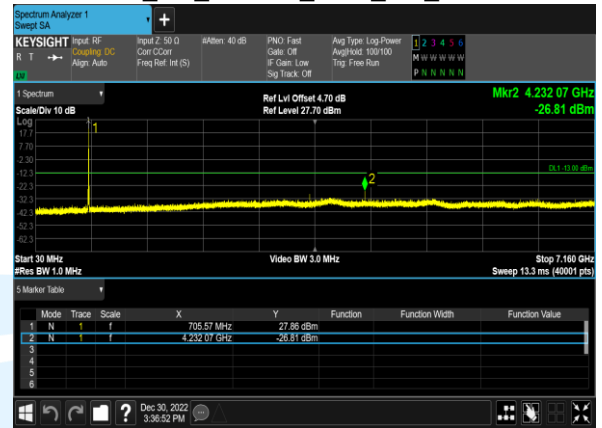 Spectrum Analyzer 1
Swept SA
KEYSIGHT Input: RF Input Z: 50 Ω #Atten: 40 dB PNO: Fast Avg Type: Log-Power 1 2 3 4 5 6
R T Coupling: DC Corr CCorr Gate: Off Avg|Hold: 100/100 M W W W W W
Align: Auto Freq Ref: Int (S) IF Gain: Low Trig: Free Run P N N N N N
Sig Track: Off
LVI
1 Spectrum Ref Lvl Offset 4.70 dB Mkr2 4.232 07 GHz
Scale/Div 10 dB Ref Level 27.70 dBm -26.81 dBm
Log
17.7
7.70
-2.30
-12.3
-22.3
-32.3
-42.3
-52.3
-62.3
1
DL1 -13.00 dBm
2
Start 30 MHz Video BW 3.0 MHz Stop 7.160 GHz
#Res BW 1.0 MHz Sweep 13.3 ms (40001 pts)
5 Marker Table
Mode Trace Scale X Y Function Function Width Function Value
1 N 1 f 705.57 MHz 27.86 dBm
2 N 1 f 4.232 07 GHz -26.81 dBm
3
4
5
6
? Dec 30, 2022
3:36:52 PM